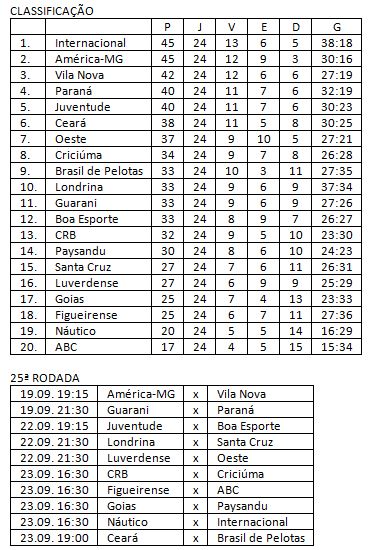 CLASSIFICAÇÃO
P J V E D G
1. Internacional 45 24 13 6 5 38:18
2. América-MG 45 24 12 9 3 30:16
3. Vila Nova 42 24 12 6 6 27:19
4. Paraná 40 24 11 7 6 32:19
5. Juventude 40 24 11 7 6 30:23
6. Ceará 38 24 11 5 8 30:25
7. Oeste 37 24 9 10 5 27:21
8. Criciúma 34 24 9 7 8 26:28
9. Brasil de Pelotas 33 24 10 3 11 27:35
10. Londrina 33 24 9 6 9 37:34
11. Guarani 33 24 9 6 9 27:26
12. Boa Esporte 33 24 8 9 7 26:27
13. CRB 32 24 9 5 10 23:30
14. Paysandu 30 24 8 6 10 24:23
15. Santa Cruz 27 24 7 6 11 26:31
16. Luverdense 27 24 6 9 9 25:29
17. Goias 25 24 7 4 13 23:33
18. Figueirense 25 24 6 7 11 27:36
19. Náutico 20 24 5 5 14 16:29
20. ABC 17 24 4 5 15 15:34
25ª RODADA
19.09. 19:15 América-MG x Vila Nova
19.09. 21:30 Guarani x Paraná
22.09. 19:15 Juventude x Boa Esporte
22.09. 21:30 Londrina x Santa Cruz
22.09. 21:30 Luverdense x Oeste
23.09. 16:30 CRB x Criciúma
23.09. 16:30 Figueirense x ABC
23.09. 16:30 Goias x Paysandu
23.09. 16:30 Náutico x Internacional
23.09. 19:00 Ceará x Brasil de Pelotas